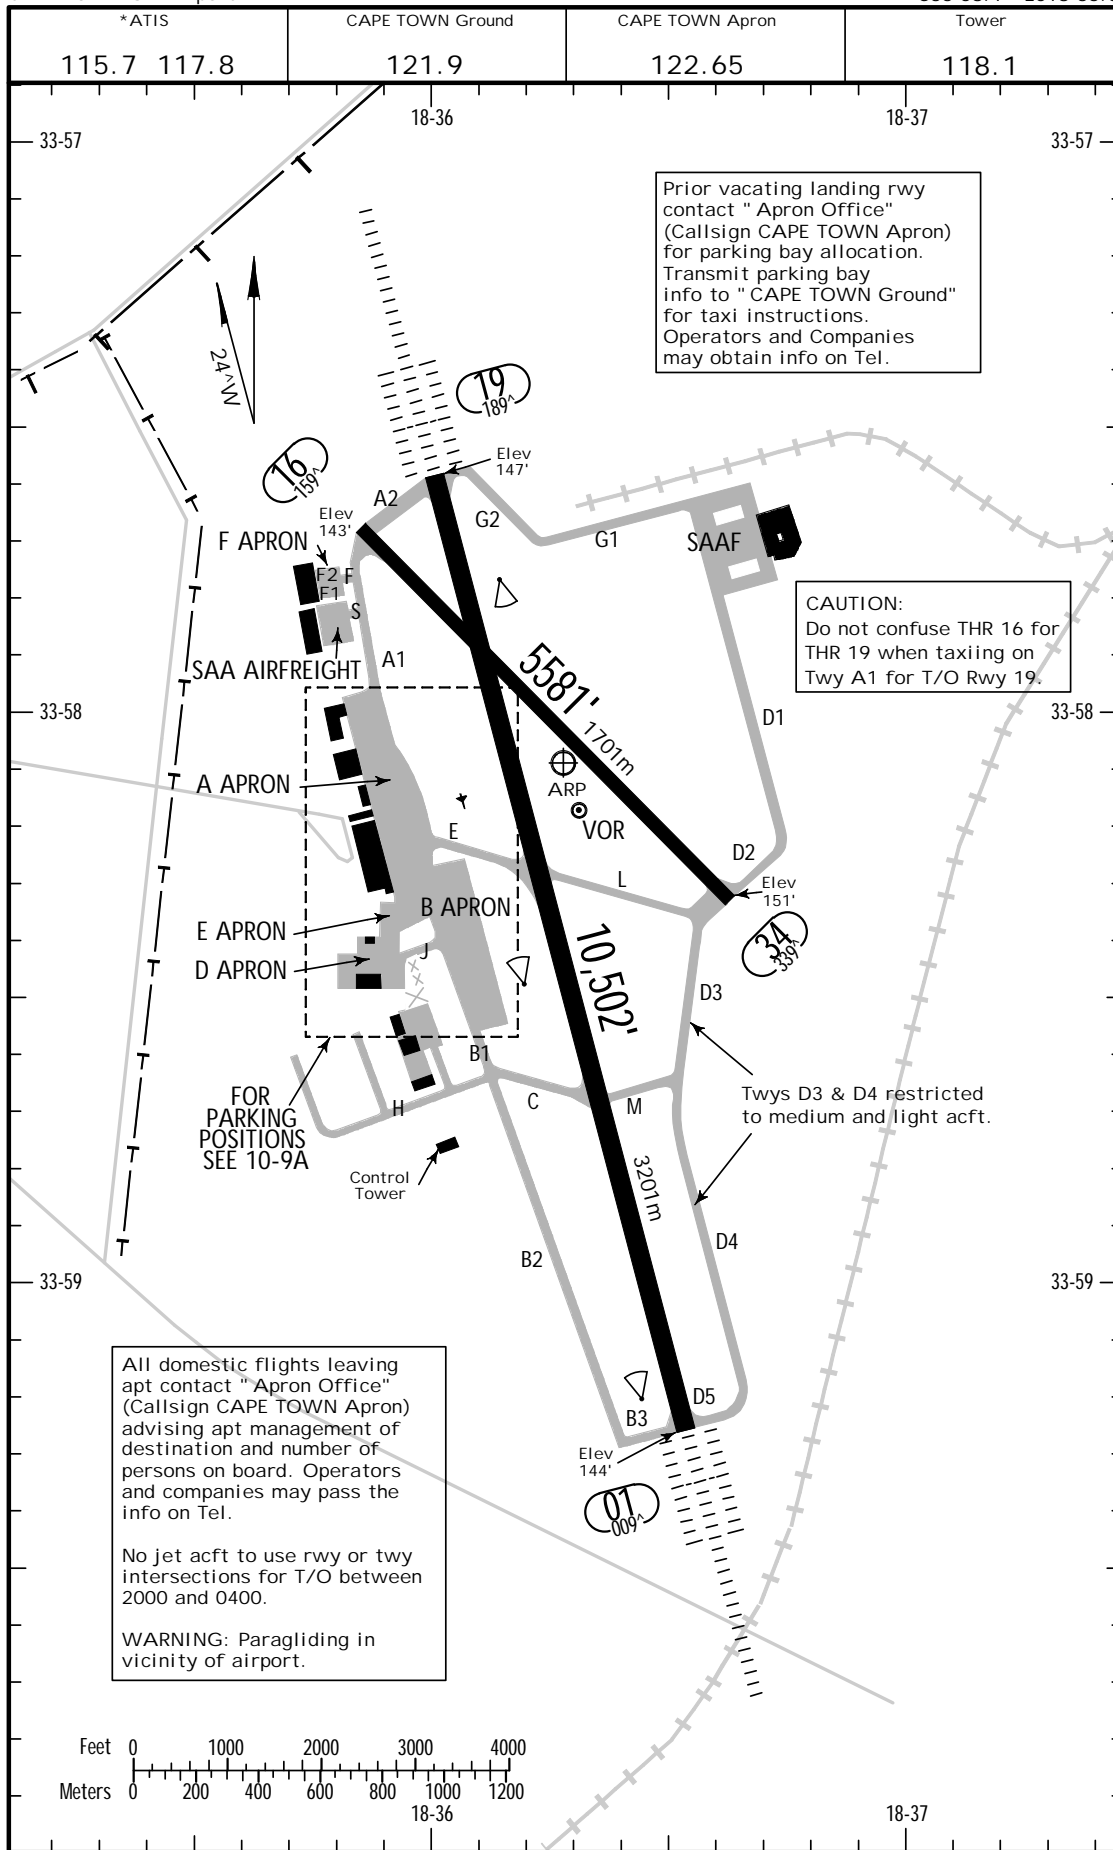 *ATIS
115.7 117.8
CAPE TOWN Ground
121.9
CAPE TOWN Apron
122.65
Tower
118.1
18-36
18-37
33-57
33-57
Prior vacating landing rwy
contact "Apron Office"
(Callsign CAPE TOWN Apron)
for parking bay allocation.
Transmit parking bay
info to "CAPE TOWN Ground"
for taxi instructions.
Operators and Companies
may obtain info on Tel.
24^W
19
189^
16
159^
Elev
147'
Elev
143'
A2
G2
G1
SAAF
F APRON
F2
F
F1
S
SAA AIRFREIGHT
A1
CAUTION:
Do not confuse THR 16 for
THR 19 when taxiing on
Twy A1 for T/O Rwy 19.
5581'
1701m
D1
33-58
33-58
A APRON
ARP
VOR
E
L
D2
Elev
151'
34
339^
B APRON
E APRON
D APRON
J
10,502'
D3
B1
C
M
H
Twys D3 & D4 restricted
to medium and light acft.
FOR
PARKING
POSITIONS
SEE 10-9A
Control
Tower
3201m
B2
D4
33-59
33-59
All domestic flights leaving
apt contact "Apron Office"
(Callsign CAPE TOWN Apron)
advising apt management of
destination and number of
persons on board. Operators
and companies may pass the
info on Tel.
No jet acft to use rwy or twy
intersections for T/O between
2000 and 0400.
WARNING: Paragliding in
vicinity of airport.
B3
D5
Elev
144'
01
009^
Feet 0 1000 2000 3000 4000
Meters 0 200 400 600 800 1000 1200
18-36
18-37